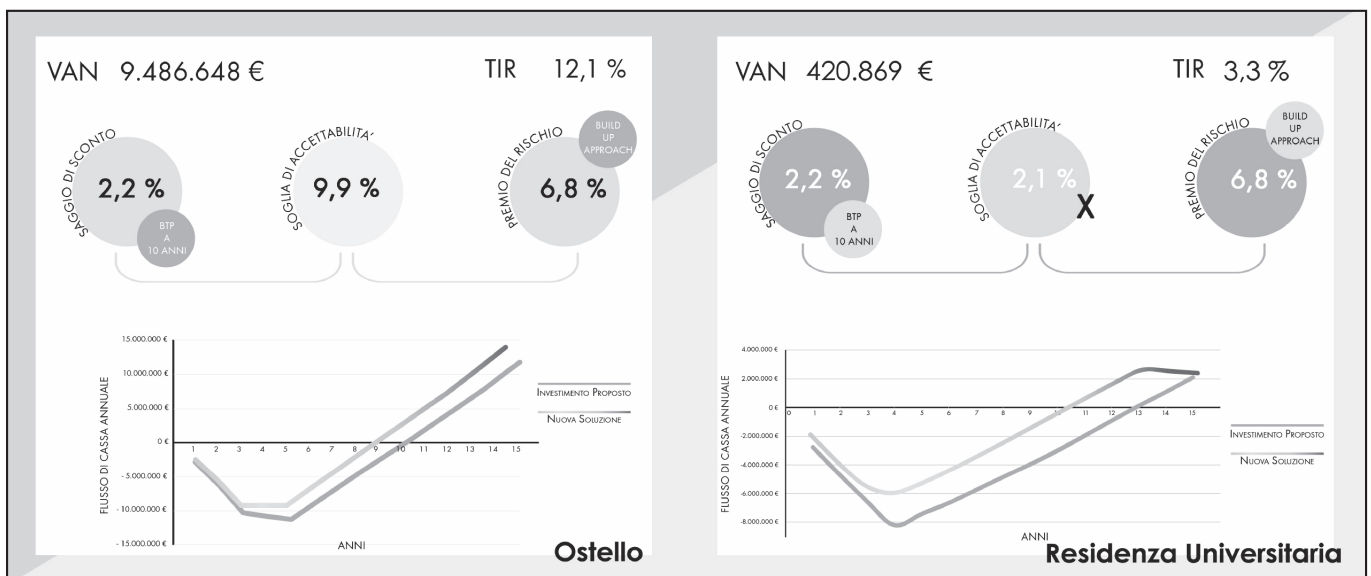 VAN 9.486.648 €
TIR 12,1 %
SAGGIO DI SCONTO
2,2 %
BTP
A
10 ANNI
SOGLIA DI ACCETTABILITA'
9,9 %
PREMIO DEL RISCHIO
6,8 %
BUILD
UP
APPROACH
FLUSSO DI CASSA ANNUALE
15.000.000 €
10.000.000 €
5.000.000 €
0 €
- 5.000.000 €
- 10.000.000 €
- 15.000.000 €
1 2 3 4 5 6 7 8 9 10 11 12 13 14 15
ANNI
INVESTIMENTO PROPOSTO
NUOVA SOLUZIONE
Ostello
VAN 420.869 €
TIR 3,3 %
SAGGIO DI SCONTO
2,2 %
BTP
A
10 ANNI
SOGLIA DI ACCETTABILITA'
2,1 %
X
PREMIO DEL RISCHIO
6,8 %
BUILD
UP
APPROACH
FLUSSO DI CASSA ANNUALE
4.000.000 €
2.000.000 €
0 €
-2.000.000 €
-4.000.000 €
-6.000.000 €
-8.000.000 €
0 1 2 3 4 5 6 7 8 9 10 11 12 13 14 15
ANNI
INVESTIMENTO PROPOSTO
NUOVA SOLUZIONE
Residenza Universitaria